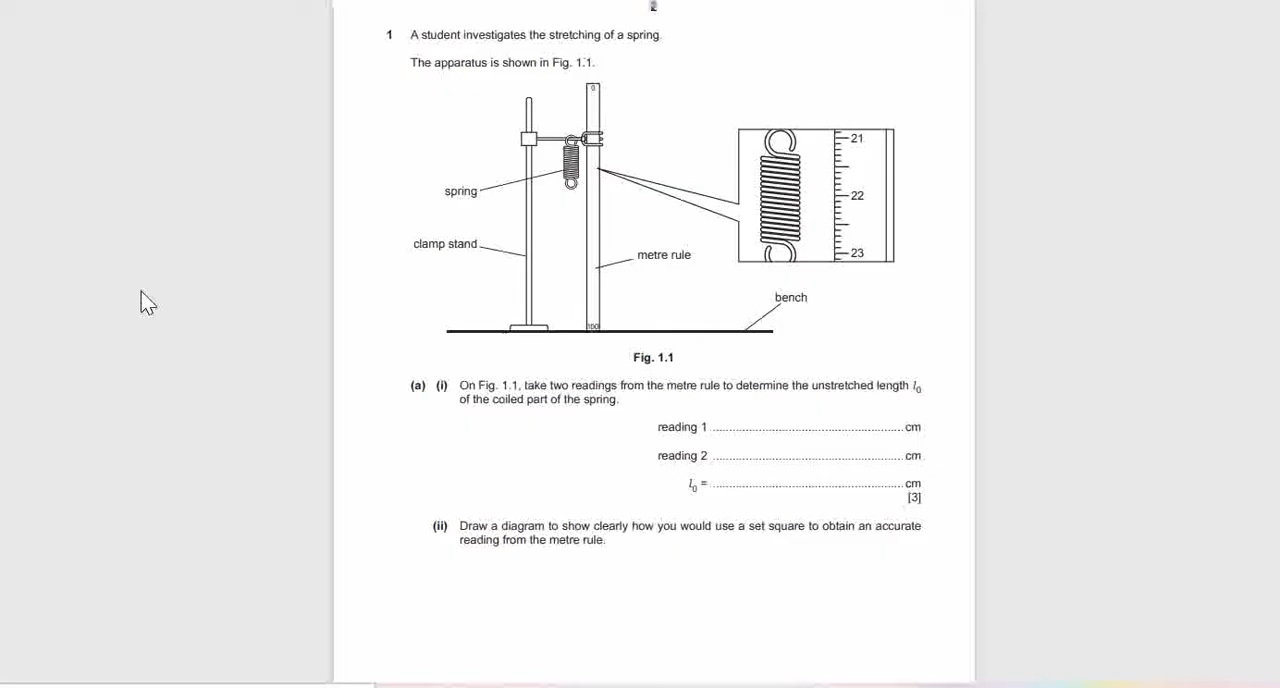 2
1 A student investigates the stretching of a spring.
The apparatus is shown in Fig. 1.1.
0
21
spring
22
clamp stand
metre rule
23
bench
100
Fig. 1.1
(a) (i) On Fig. 1.1, take two readings from the metre rule to determine the unstretched length l0
of the coiled part of the spring.
reading 1 ................................................ cm
reading 2 ................................................ cm
l0 = ................................................ cm
[3]
(ii) Draw a diagram to show clearly how you would use a set square to obtain an accurate
reading from the metre rule.